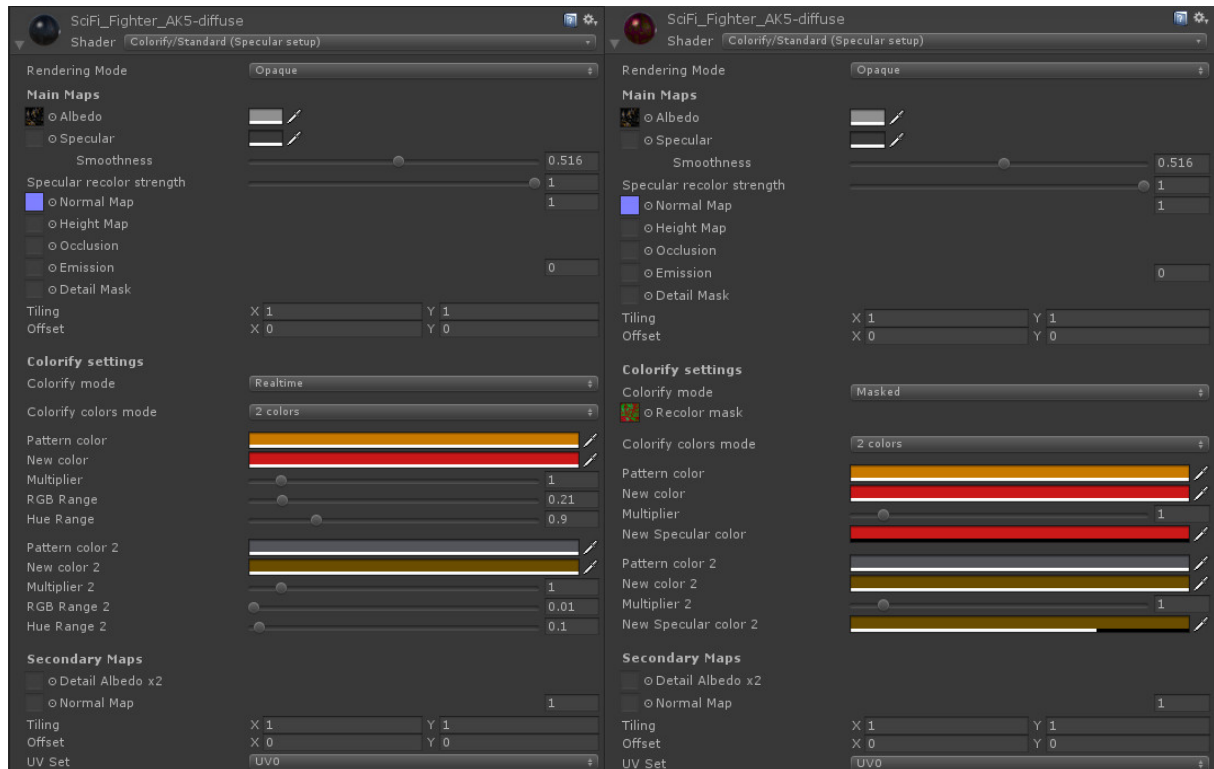 SciFi_Fighter_AK5-diffuse
Shader Colorify/Standard (Specular setup)
Rendering Mode Opaque
Main Maps
Albedo
Specular
Smoothness 0.516
Specular recolor strength 1
Normal Map 1
Height Map
Occlusion
Emission 0
Detail Mask
Tiling X 1 Y 1
Offset X 0 Y 0
Colorify settings
Colorify mode Realtime
Colorify colors mode 2 colors
Pattern color
New color
Multiplier 1
RGB Range 0.21
Hue Range 0.9
Pattern color 2
New color 2
Multiplier 2 1
RGB Range 2 0.01
Hue Range 2 0.1
Secondary Maps
Detail Albedo x2
Normal Map 1
Tiling X 1 Y 1
Offset X 0 Y 0
UV Set UV0
SciFi_Fighter_AK5-diffuse
Shader Colorify/Standard (Specular setup)
Rendering Mode Opaque
Main Maps
Albedo
Specular
Smoothness 0.516
Specular recolor strength 1
Normal Map 1
Height Map
Occlusion
Emission 0
Detail Mask
Tiling X 1 Y 1
Offset X 0 Y 0
Colorify settings
Colorify mode Masked
Recolor mask
Colorify colors mode 2 colors
Pattern color
New color
Multiplier 1
New Specular color
Pattern color 2
New color 2
Multiplier 2 1
New Specular color 2
Secondary Maps
Detail Albedo x2
Normal Map 1
Tiling X 1 Y 1
Offset X 0 Y 0
UV Set UV0